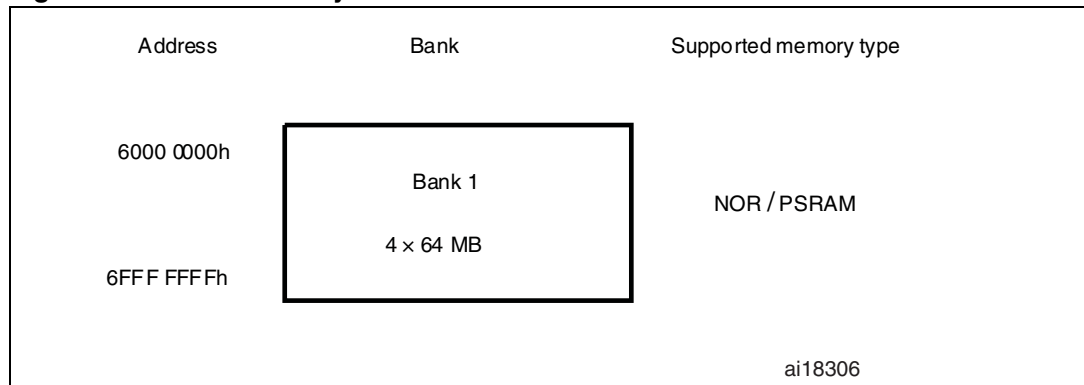 Address Bank Supported memory type
6000 0000h
Bank 1
NOR / PSRAM
4 × 64 MB
6FFF FFFFh
ai18306